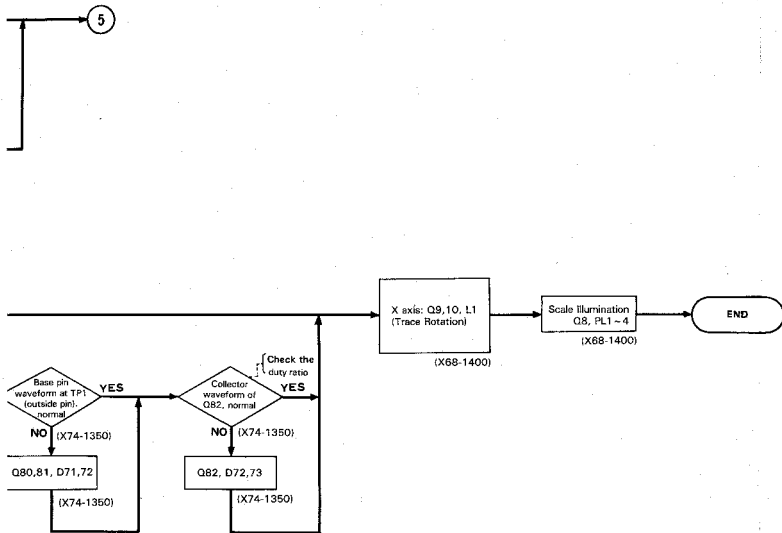 5
X axis: Q9,10, L1
(Trace Rotation)
(X68-1400)
Scale Illumination
Q8, PL1~4
(X68-1400)
END
Base pin
waveform at TP1
(outside pin).
normal
YES
NO
(X74-1350)
Q80,81, D71,72
(X74-1350)
Check the
duty ratio
Collector
waveform of
Q82, normal
YES
NO
(X74-1350)
Q82, D72,73
(X74-1350)